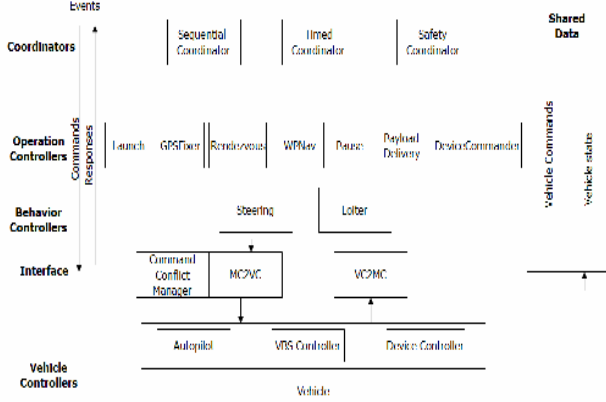 Events
Coordinators
Sequential
Coordinator
Timed
Coordinator
Safety
Coordinator
Shared
Data
Operation
Controllers
Commands
Responses
Launch
GPSFixer
Rendezvous
WPNav
Pause
Payload
Delivery
DeviceCommander
Vehicle Commands
Vehicle state
Behavior
Controllers
Steering
Loiter
Interface
Command
Conflict
Manager
MC2VC
VC2MC
Autopilot
VBS Controller
Device Controller
Vehicle
Controllers
Vehicle